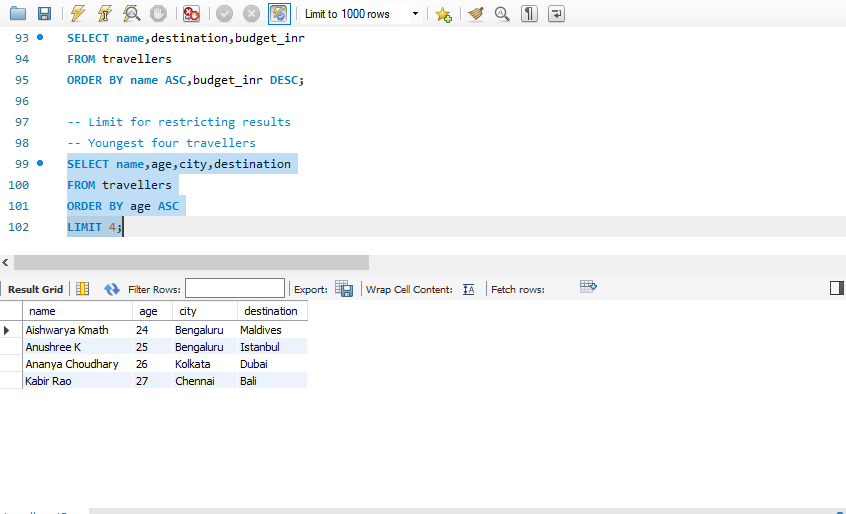 Limit to 1000 rows
93 SELECT name,destination,budget_inr
94 FROM travellers
95 ORDER BY name ASC,budget_inr DESC;
96
97 -- Limit for restricting results
98 -- Youngest four travellers
99 SELECT name,age,city,destination
100 FROM travellers
101 ORDER BY age ASC
102 LIMIT 4;
Result Grid Filter Rows: Export: Wrap Cell Content: Fetch rows:
name age city destination
Aishwarya Kmath 24 Bengaluru Maldives
Anushree K 25 Bengaluru Istanbul
Ananya Choudhary 26 Kolkata Dubai
Kabir Rao 27 Chennai Bali